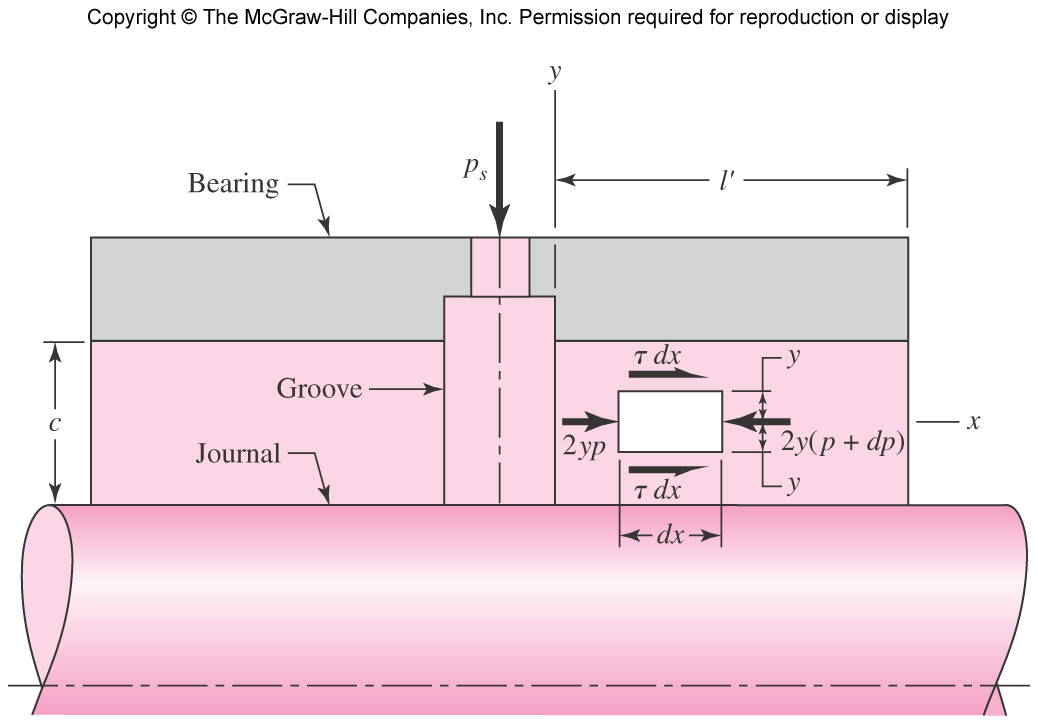 Copyright © The McGraw-Hill Companies, Inc. Permission required for reproduction or display
y
p_s
l'
Bearing
τ dx
y
Groove
c
x
2yp
2y(p + dp)
Journal
τ dx
y
dx